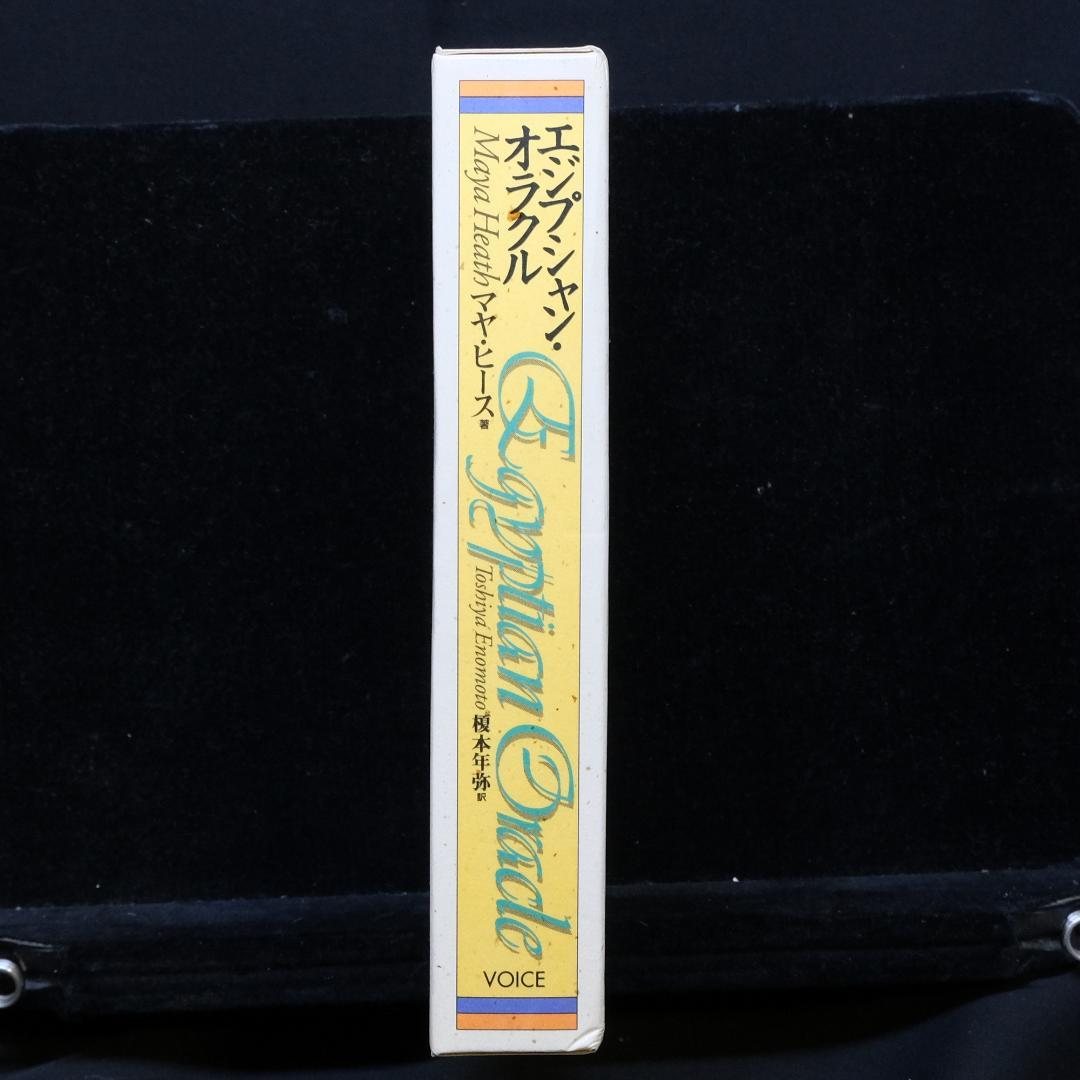 エジプシャン・
オラクル
Egyptian Oracle
Maya Heath マヤ・ヒース 著
Toshiya Enomoto 榎本年弥 訳
VOICE